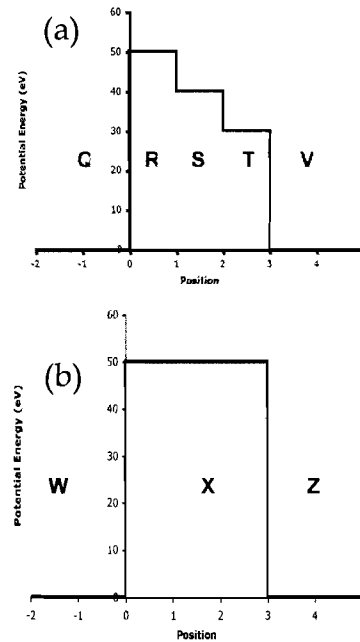 (a)
60
50
40
30
20
10
0
Potential Energy (eV)
Q R S T V
-2 -1 0 1 2 3 4
Position
(b)
60
50
40
30
20
10
0
Potential Energy (eV)
W X Z
-2 -1 0 1 2 3 4
Position